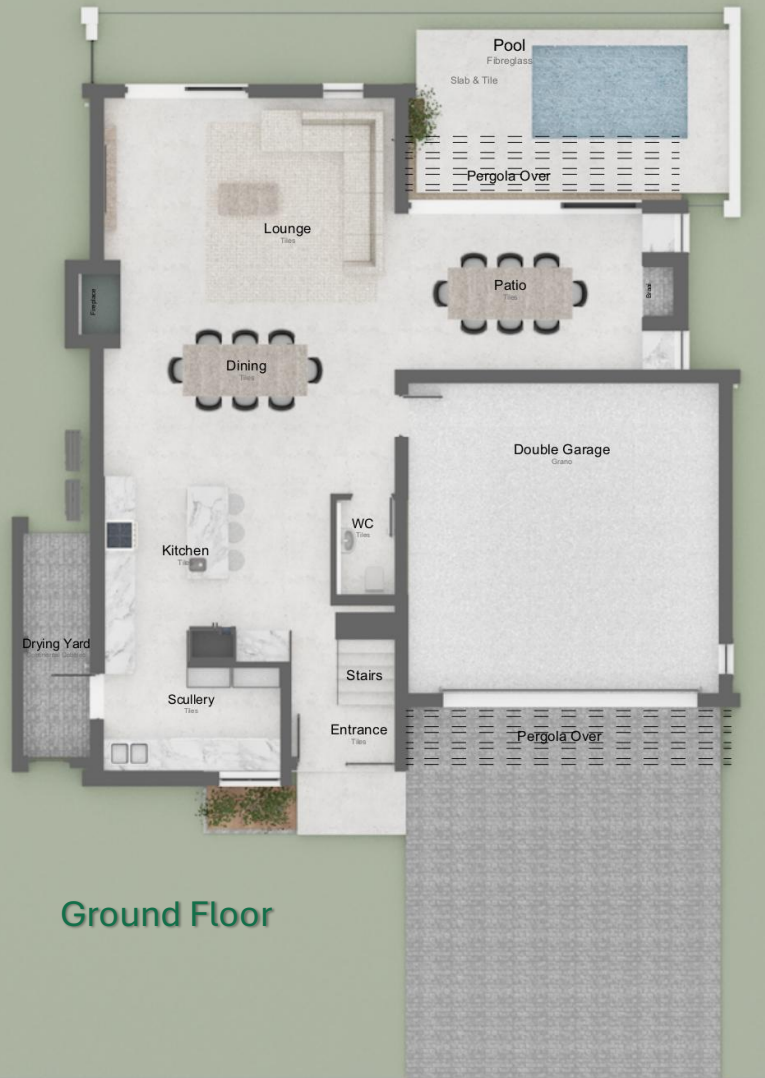 Pool
Fibreglass
Slab & Tile
Pergola Over
Lounge
Tiles
Patio
Tiles
Braai
Fireplace
Dining
Tiles
Double Garage
Grano
WC
Tiles
Kitchen
Drying Yard
Stairs
Scullery
Tiles
Entrance
Tiles
Pergola Over
Ground Floor